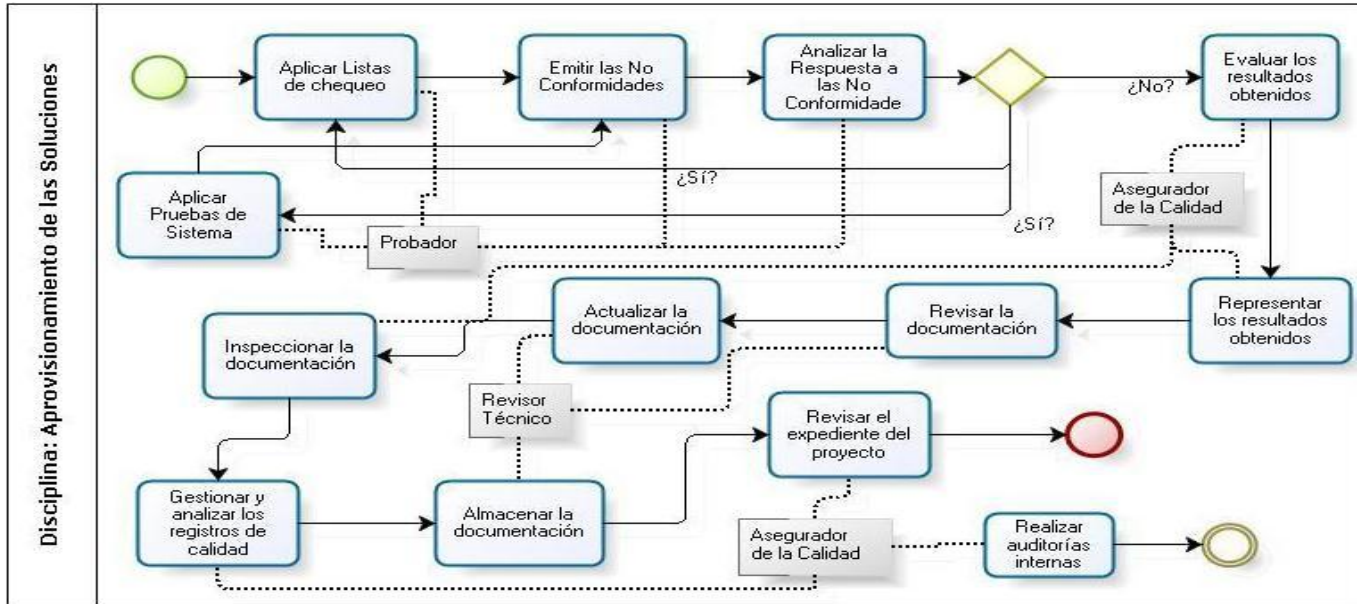 Disciplina: Aprovisionamiento de las Soluciones
Aplicar Listas
de chequeo
Emitir las No
Conformidades
Analizar la
Respuesta a
las No
Conformidade
¿No?
Evaluar los
resultados
obtenidos
¿Sí?
¿Sí?
Aplicar
Pruebas de
Sistema
Probador
Asegurador
de la Calidad
Inspeccionar la
documentación
Actualizar la
documentación
Revisar la
documentación
Representar
los resultados
obtenidos
Revisor
Técnico
Revisar el
expediente del
proyecto
Gestionar y
analizar los
registros de
calidad
Almacenar la
documentación
Asegurador
de la Calidad
Realizar
auditorías
internas